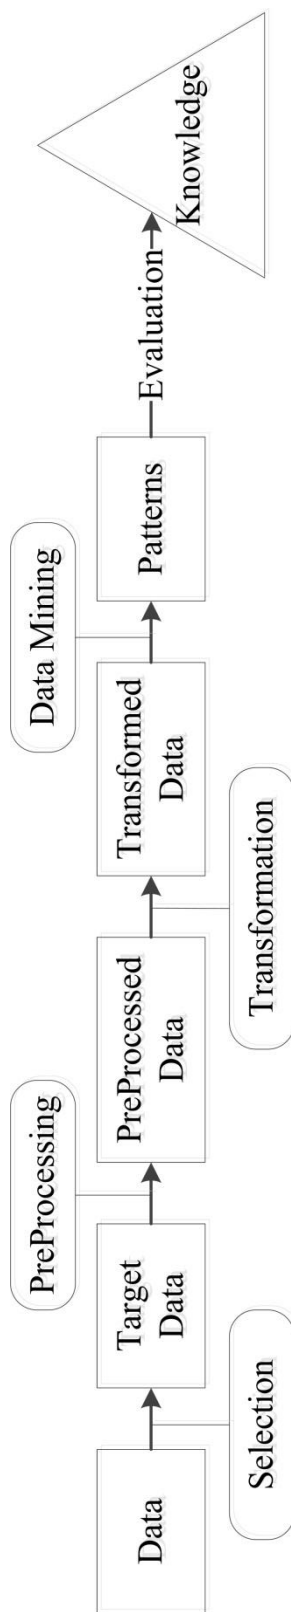 Data
Selection
Target
Data
PreProcessing
PreProcessed
Data
Transformation
Transformed
Data
Data Mining
Patterns
Evaluation
Knowledge